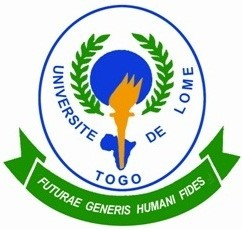 UNIVERSITE DE LOME
TOGO
FUTURAE GENERIS HUMANI FIDES